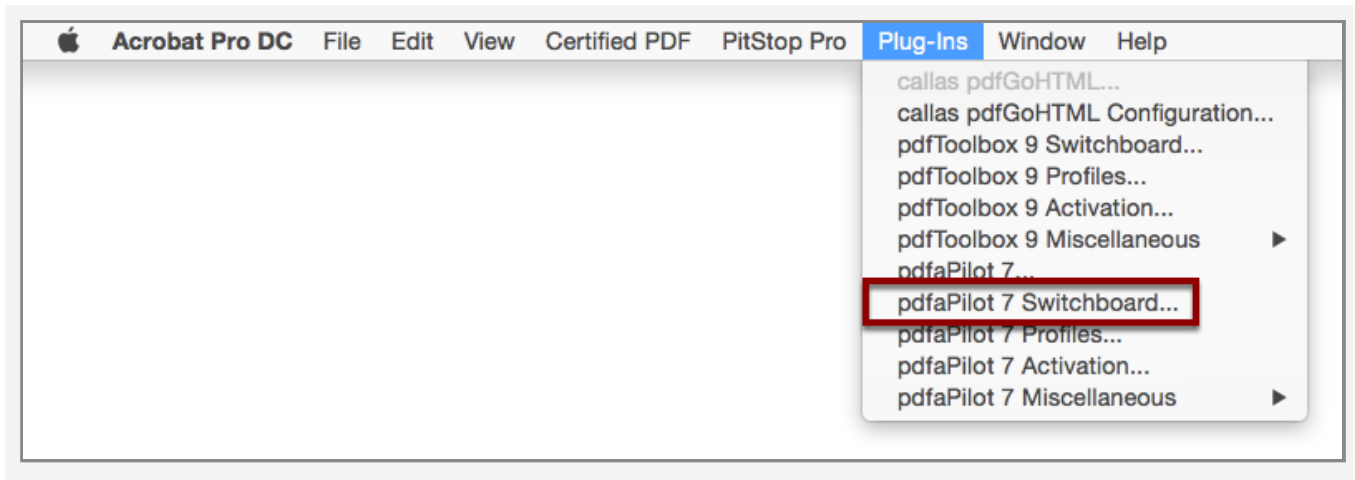 Acrobat Pro DC File Edit View Certified PDF PitStop Pro Plug-Ins Window Help
callas pdfGoHTML...
callas pdfGoHTML Configuration...
pdfToolbox 9 Switchboard...
pdfToolbox 9 Profiles...
pdfToolbox 9 Activation...
pdfToolbox 9 Miscellaneous
pdfaPilot 7...
pdfaPilot 7 Switchboard...
pdfaPilot 7 Profiles...
pdfaPilot 7 Activation...
pdfaPilot 7 Miscellaneous